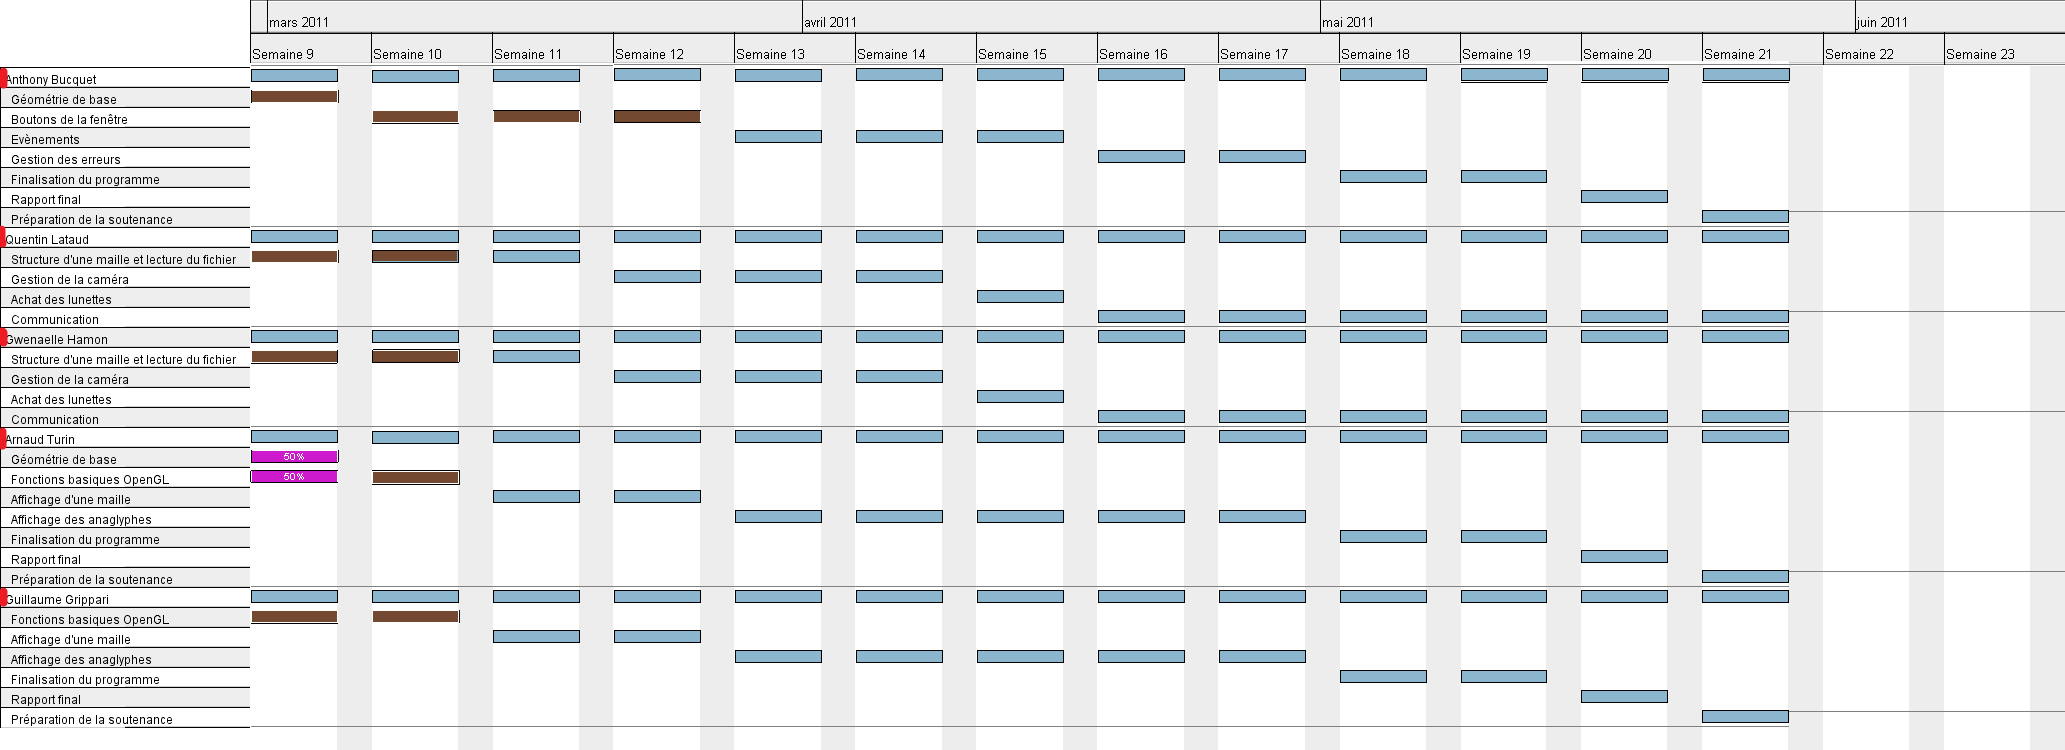 mars 2011 avril 2011 mai 2011 juin 2011
Semaine 9 Semaine 10 Semaine 11 Semaine 12 Semaine 13 Semaine 14 Semaine 15 Semaine 16 Semaine 17 Semaine 18 Semaine 19 Semaine 20 Semaine 21 Semaine 22 Semaine 23
Anthony Bucquet
Géométrie de base
Boutons de la fenêtre
Evènements
Gestion des erreurs
Finalisation du programme
Rapport final
Préparation de la soutenance
Quentin Lataud
Structure d'une maille et lecture du fichier
Gestion de la caméra
Achat des lunettes
Communication
Gwenaelle Hamon
Structure d'une maille et lecture du fichier
Gestion de la caméra
Achat des lunettes
Communication
Arnaud Turin
Géométrie de base 50%
Fonctions basiques OpenGL 50%
Affichage d'une maille
Affichage des anaglyphes
Finalisation du programme
Rapport final
Préparation de la soutenance
Guillaume Grippari
Fonctions basiques OpenGL
Affichage d'une maille
Affichage des anaglyphes
Finalisation du programme
Rapport final
Préparation de la soutenance